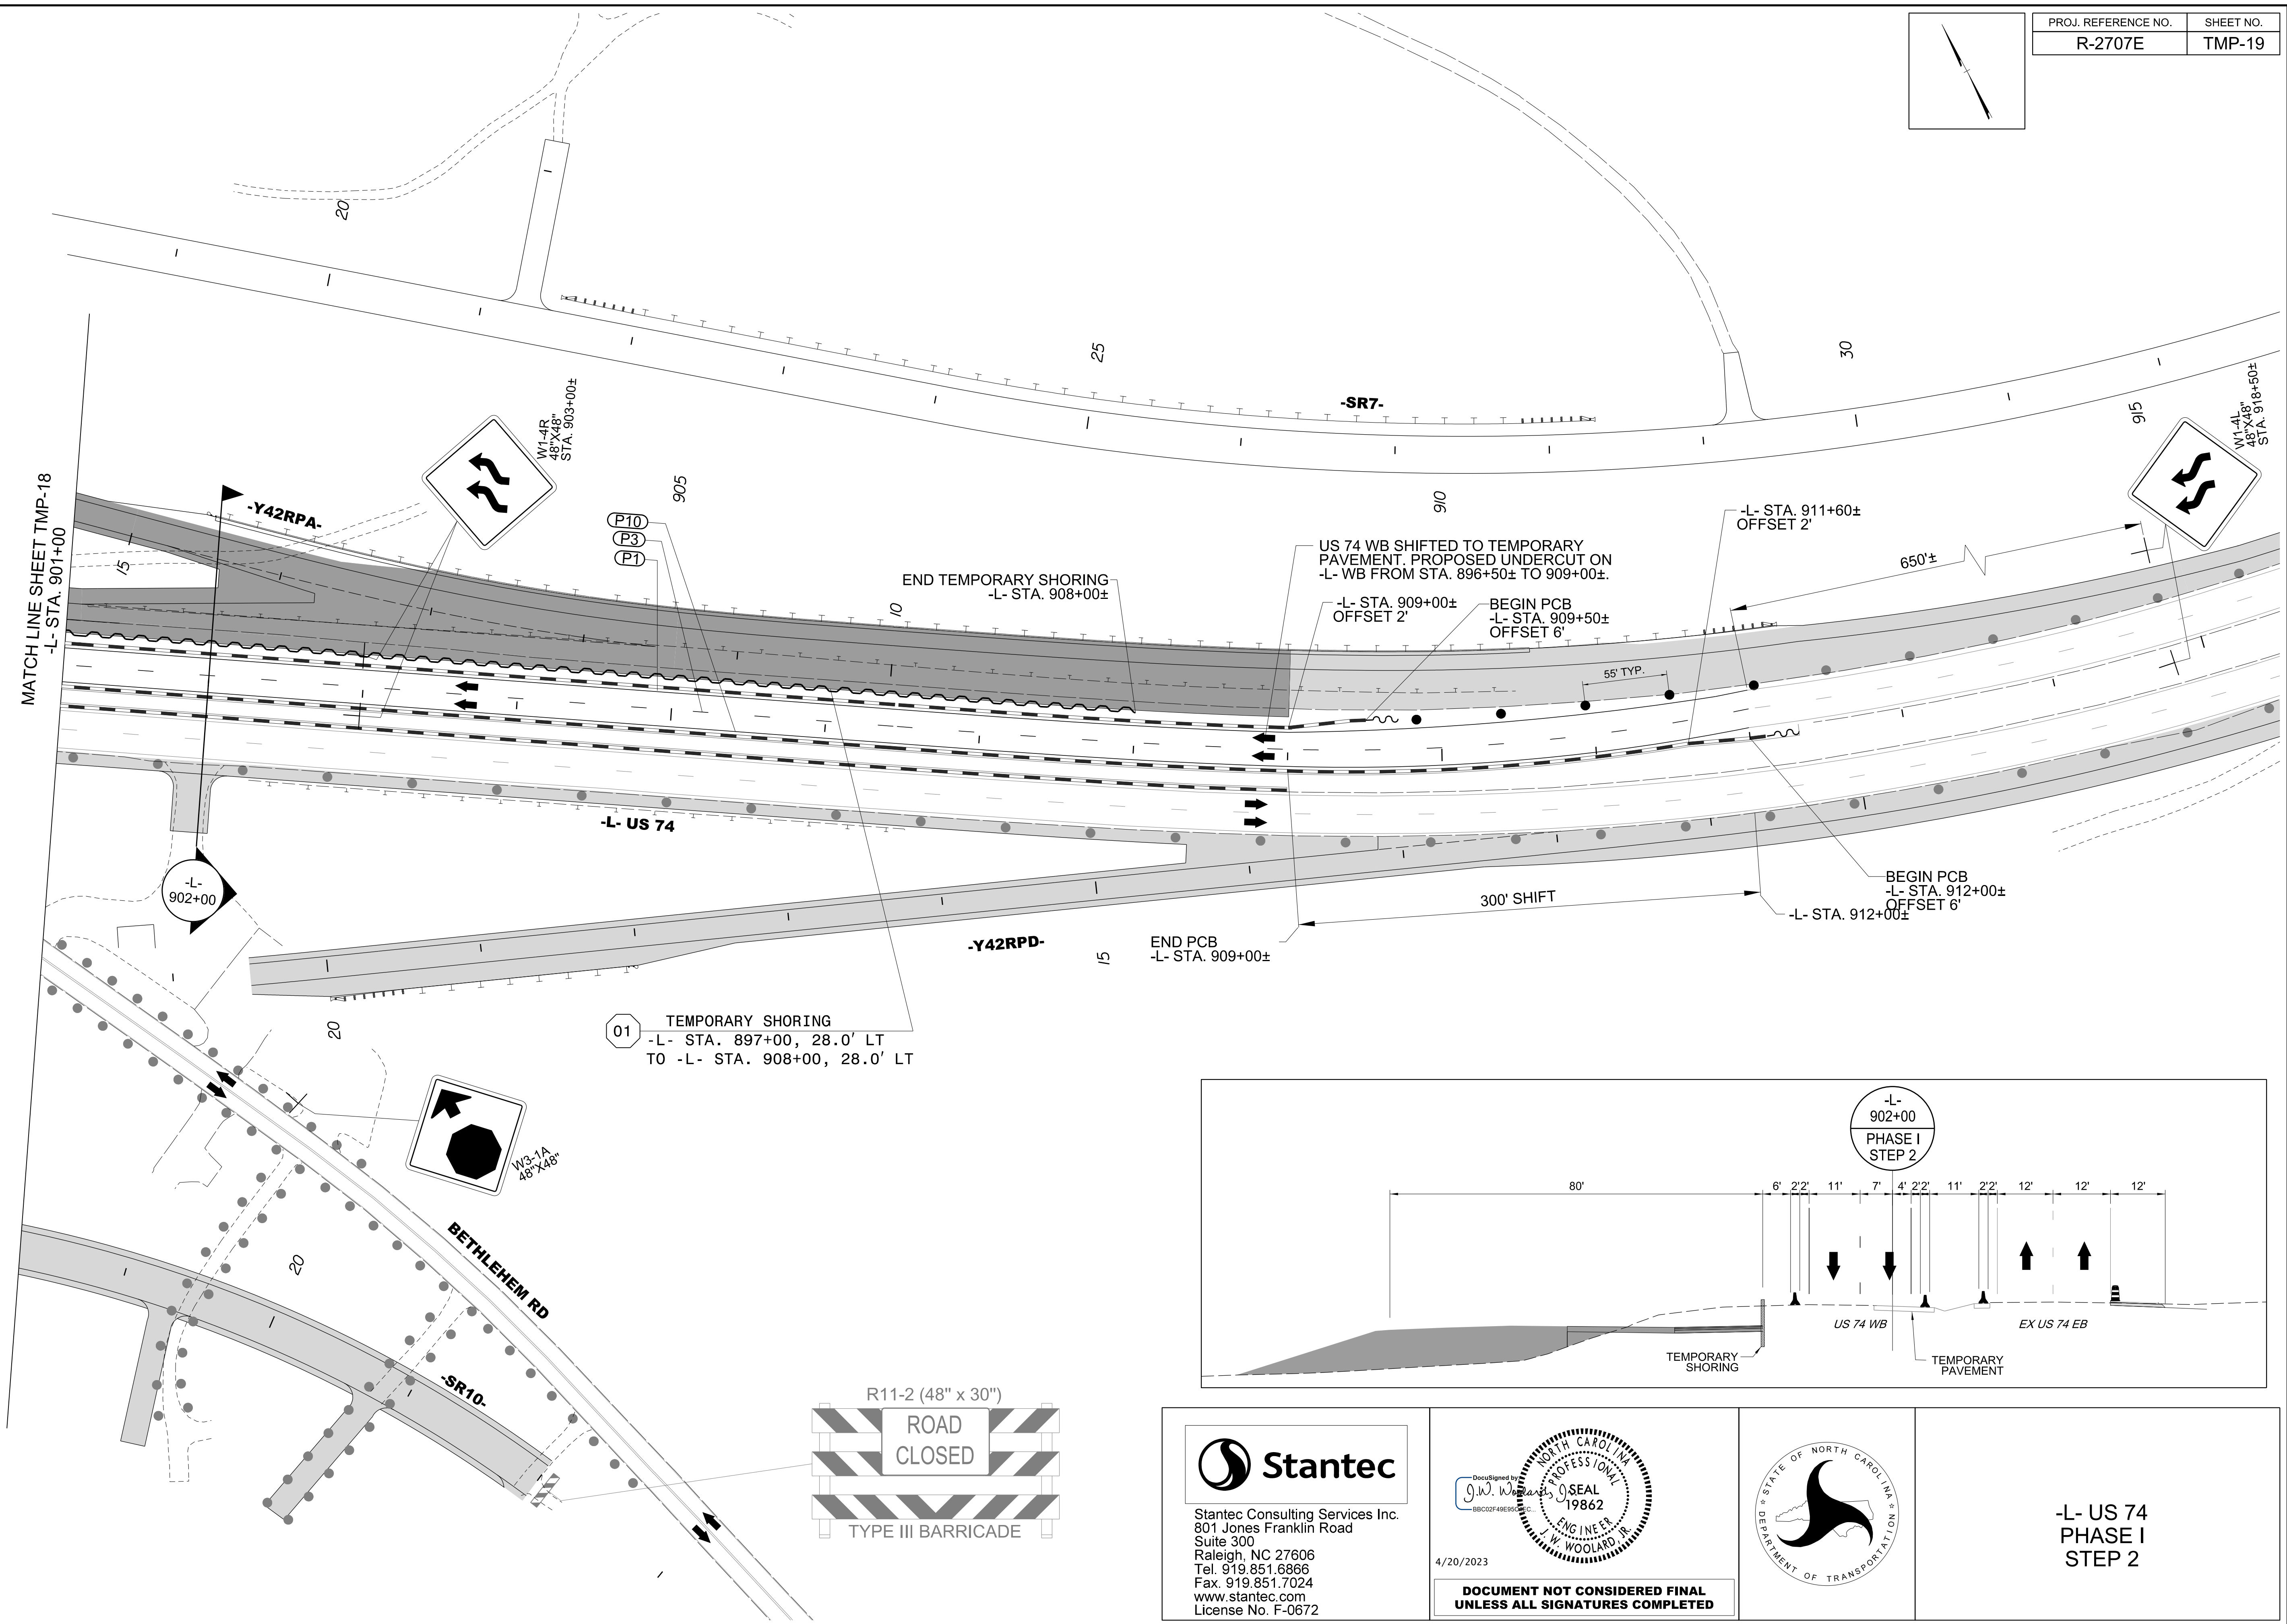 PROJ. REFERENCE NO.
SHEET NO.
R-2707E
TMP-19
20
25
30
-SR7-
W1-4R
48"X48"
STA. 903+00±
905
910
915
W1-4L
48"X48"
STA. 918+50±
MATCH LINE SHEET TMP-18
-L- STA. 901+00
-Y42RPA-
15
10
P10
P3
P1
END TEMPORARY SHORING
-L- STA. 908+00±
US 74 WB SHIFTED TO TEMPORARY
PAVEMENT. PROPOSED UNDERCUT ON
-L- WB FROM STA. 896+50± TO 909+00±.
-L- STA. 909+00±
OFFSET 2'
BEGIN PCB
-L- STA. 909+50±
OFFSET 6'
-L- STA. 911+60±
OFFSET 2'
650'±
55' TYP.
-L- US 74
-L-
902+00
-Y42RPD-
15
20
END PCB
-L- STA. 909+00±
300' SHIFT
-L- STA. 912+00±
BEGIN PCB
-L- STA. 912+00±
OFFSET 6'
01
TEMPORARY SHORING
-L- STA. 897+00, 28.0' LT
TO -L- STA. 908+00, 28.0' LT
W3-1A
48"X48"
BETHLEHEM RD
20
-SR10-
R11-2 (48" x 30")
ROAD
CLOSED
TYPE III BARRICADE
-L-
902+00
PHASE I
STEP 2
80'
6'
2'
2'
11'
7'
4'
2'
2'
11'
2'
2'
12'
12'
12'
US 74 WB
EX US 74 EB
TEMPORARY
SHORING
TEMPORARY
PAVEMENT
Stantec
Stantec Consulting Services Inc.
801 Jones Franklin Road
Suite 300
Raleigh, NC 27606
Tel. 919.851.6866
Fax. 919.851.7024
www.stantec.com
License No. F-0672
DocuSigned by:
J.W. Woolard, Jr.
NORTH CAROLINA
PROFESSIONAL
SEAL
19862
ENGINEER
J. W. WOOLARD, JR.
4/20/2023
DOCUMENT NOT CONSIDERED FINAL
UNLESS ALL SIGNATURES COMPLETED
STATE OF NORTH CAROLINA
DEPARTMENT OF TRANSPORTATION
-L- US 74
PHASE I
STEP 2